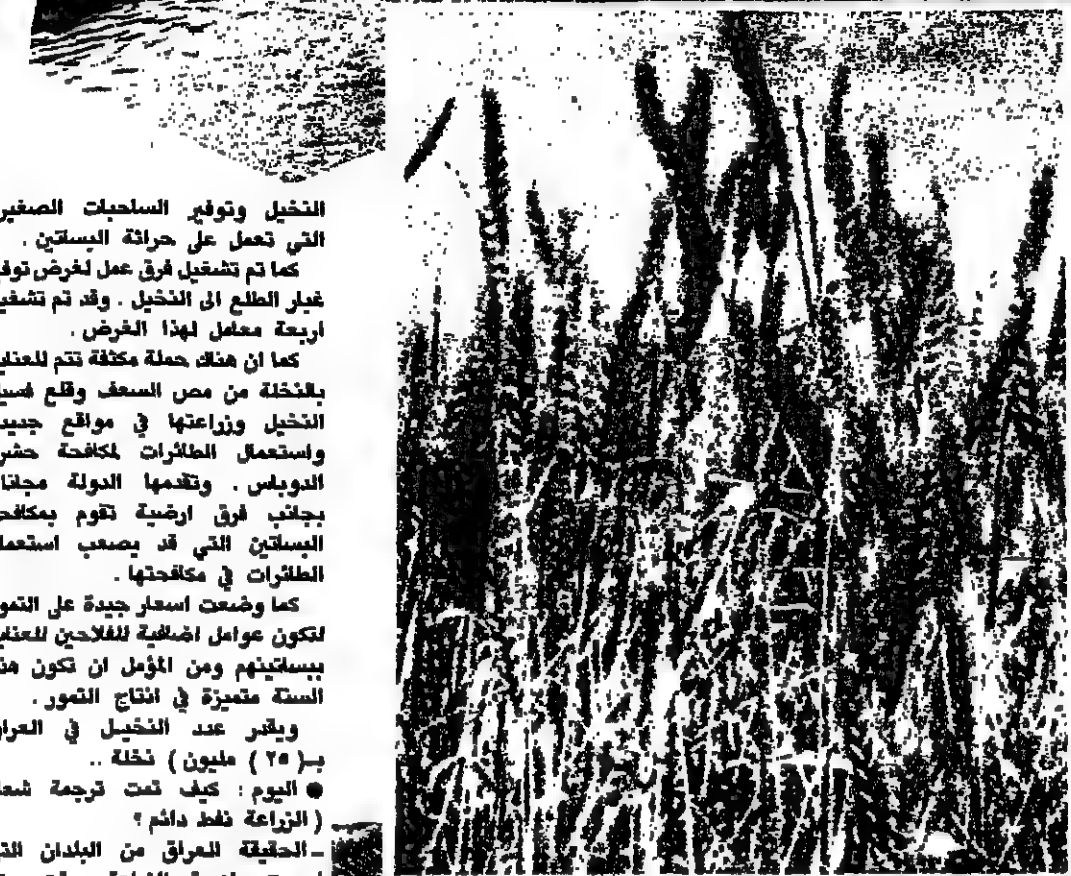 النخيل وتوفير الساحبات الصغير
التي تعمل على حراثة البساتين .
كما تم تشغيل فرق عمل لغرض توف
غبار الطلع الى النخيل . وقد تم تشغي
اربعة معامل لهذا الغرض .
كما ان هناك حملة مكثفة تتم للعناي
بالنخلة من مص السعف وقلع فسي
النخيل وزراعتها في مواقع جديد
واستعمال الطائرات لمكافحة حشر
الدوباس . وتقدمها الدولة مجانا
بجانب فرق ارضية تقوم بمكافح
البساتين التي قد يصعب استعما
الطائرات في مكافحتها .
كما وضعت اسعار جيدة على التمو
لتكون عوامل اضافية للفلاحين للعناي
ببساتينهم ومن المؤمل ان تكون هذ
السنة متميزة في انتاج التمور .
ويقدر عدد النخيل في العرا
بـ( ٢٥ ) مليون ) نخلة ..
● اليوم : كيف تمت ترجمة شعا
( الزراعة نفط دائم ؟
ـ الحقيقة العراق من البلدان الت